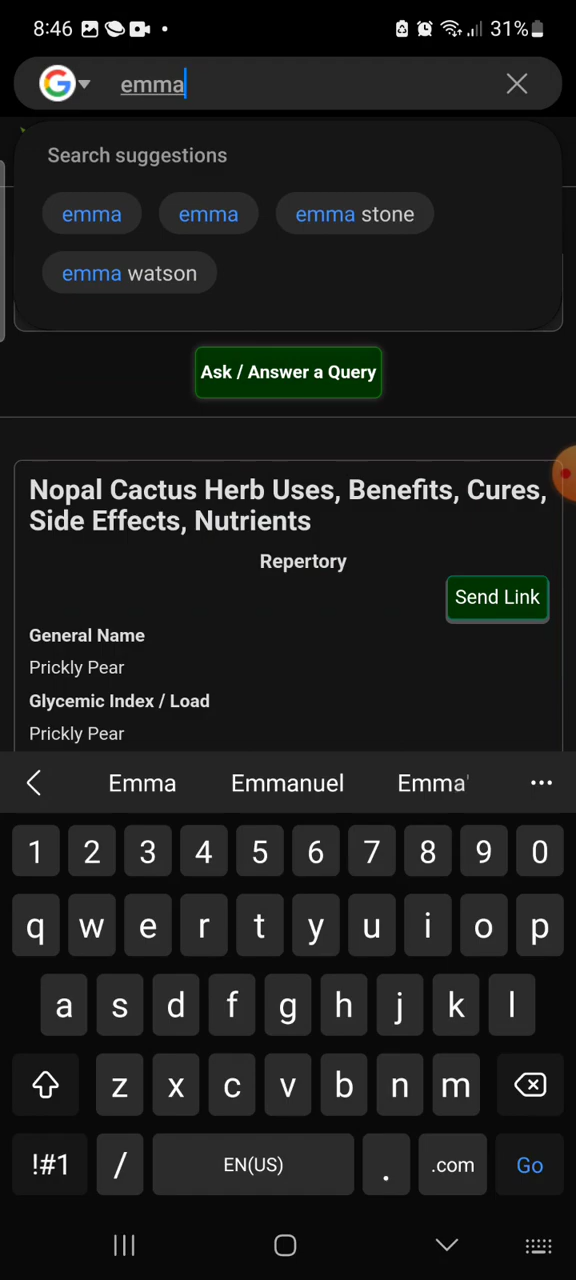 8:46 31%
emma
Search suggestions
emma emma emma stone
emma watson
Ask / Answer a Query
Nopal Cactus Herb Uses, Benefits, Cures,
Side Effects, Nutrients
Repertory
Send Link
General Name
Prickly Pear
Glycemic Index / Load
Prickly Pear
Emma Emmanuel Emma' ...
1 2 3 4 5 6 7 8 9 0
q w e r t y u i o p
a s d f g h j k l
z x c v b n m
!#1 / EN(US) . .com Go